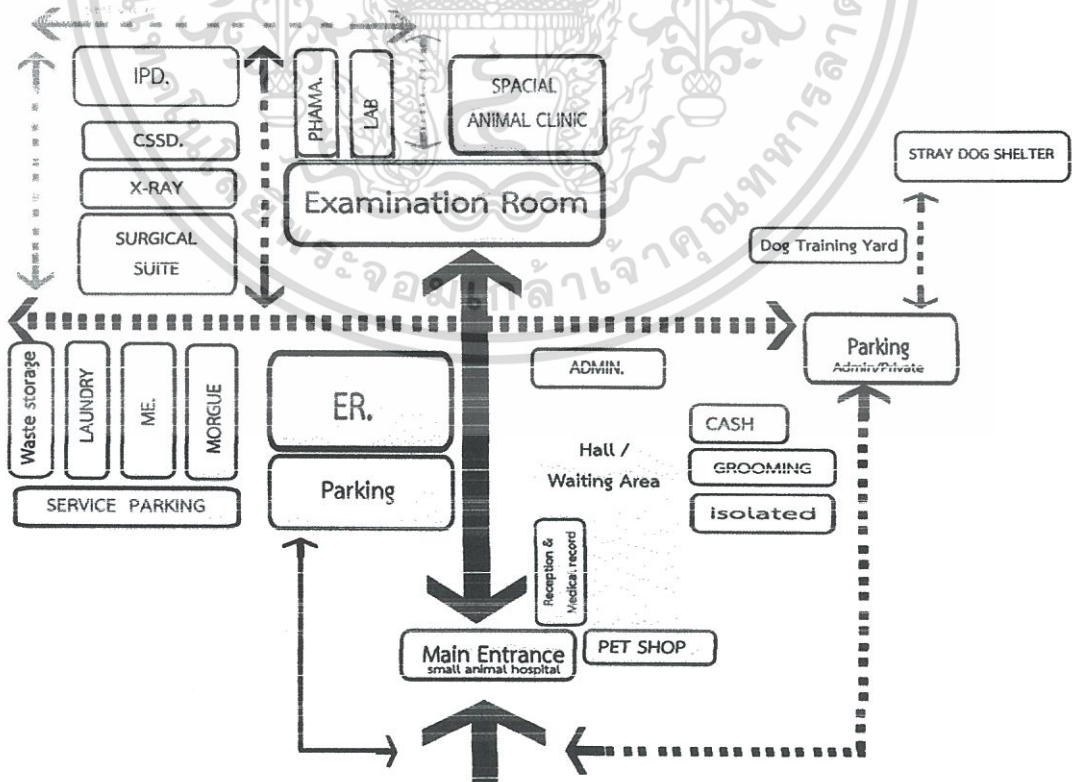 IPD.
CSSD.
X-RAY
SURGICAL
SUITE
PHAMA.
LAB
SPACIAL
ANIMAL CLINIC
Examination Room
STRAY DOG SHELTER
Dog Training Yard
Parking
Admin/Private
Waste storage
LAUNDRY
ME.
MORGUE
SERVICE PARKING
ER.
Parking
ADMIN.
Hall /
Waiting Area
CASH
GROOMING
isolated
Reception &
Medical record
Main Entrance
small animal hospital
PET SHOP